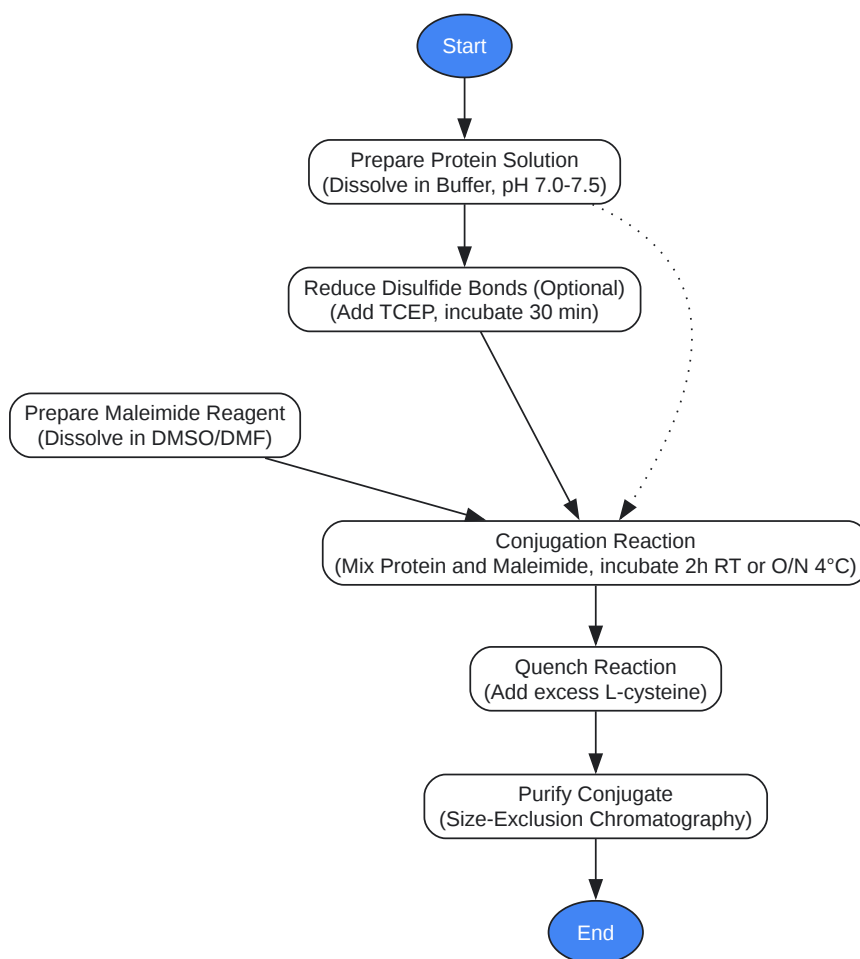 Start
Prepare Protein Solution
(Dissolve in Buffer, pH 7.0-7.5)
Reduce Disulfide Bonds (Optional)
(Add TCEP, incubate 30 min)
Prepare Maleimide Reagent
(Dissolve in DMSO/DMF)
Conjugation Reaction
(Mix Protein and Maleimide, incubate 2h RT or O/N 4°C)
Quench Reaction
(Add excess L-cysteine)
Purify Conjugate
(Size-Exclusion Chromatography)
End